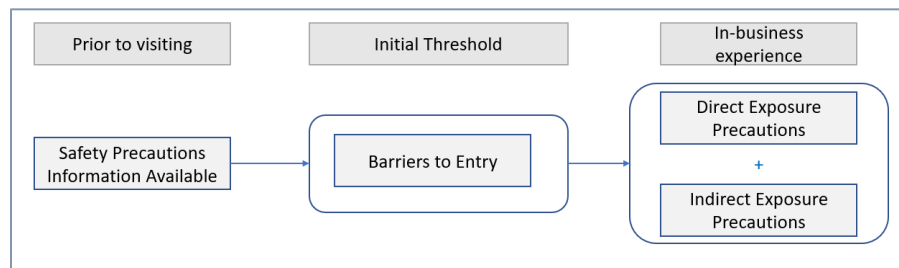 Prior to visiting
Initial Threshold
In-business
experience
Safety Precautions
Information Available
Barriers to Entry
Direct Exposure
Precautions
+
Indirect Exposure
Precautions